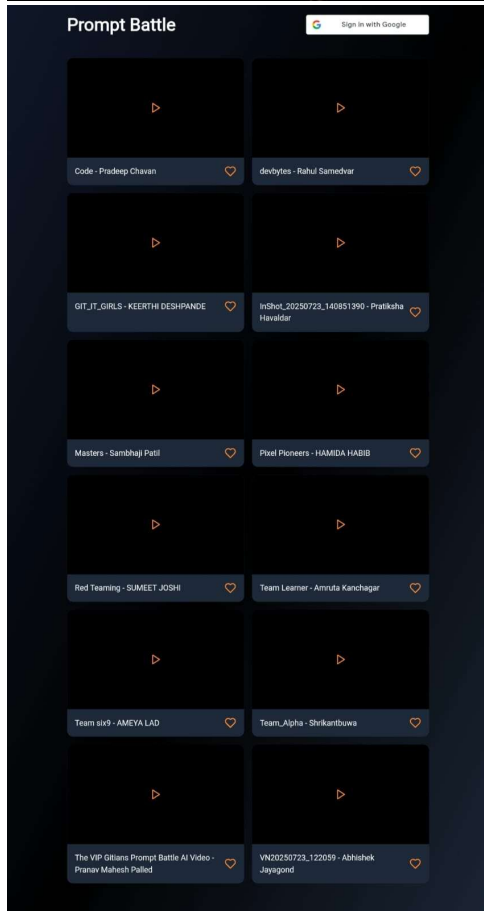 Prompt Battle
Sign in with Google
Code - Pradeep Chavan
devbytes - Rahul Samedvar
GIT_IT_GIRLS - KEERTHI DESHPANDE
InShot_20250723_140851390 - Pratiksha
Havaldar
Masters - Sambhaji Patil
Pixel Pioneers - HAMIDA HABIB
Red Teaming - SUMEET JOSHI
Team Learner - Amruta Kanchagar
Team six9 - AMEYA LAD
Team_Alpha - Shrikantbuwa
The VIP Gitians Prompt Battle AI Video -
Pranav Mahesh Palled
VN20250723_122059 - Abhishek
Jayagond